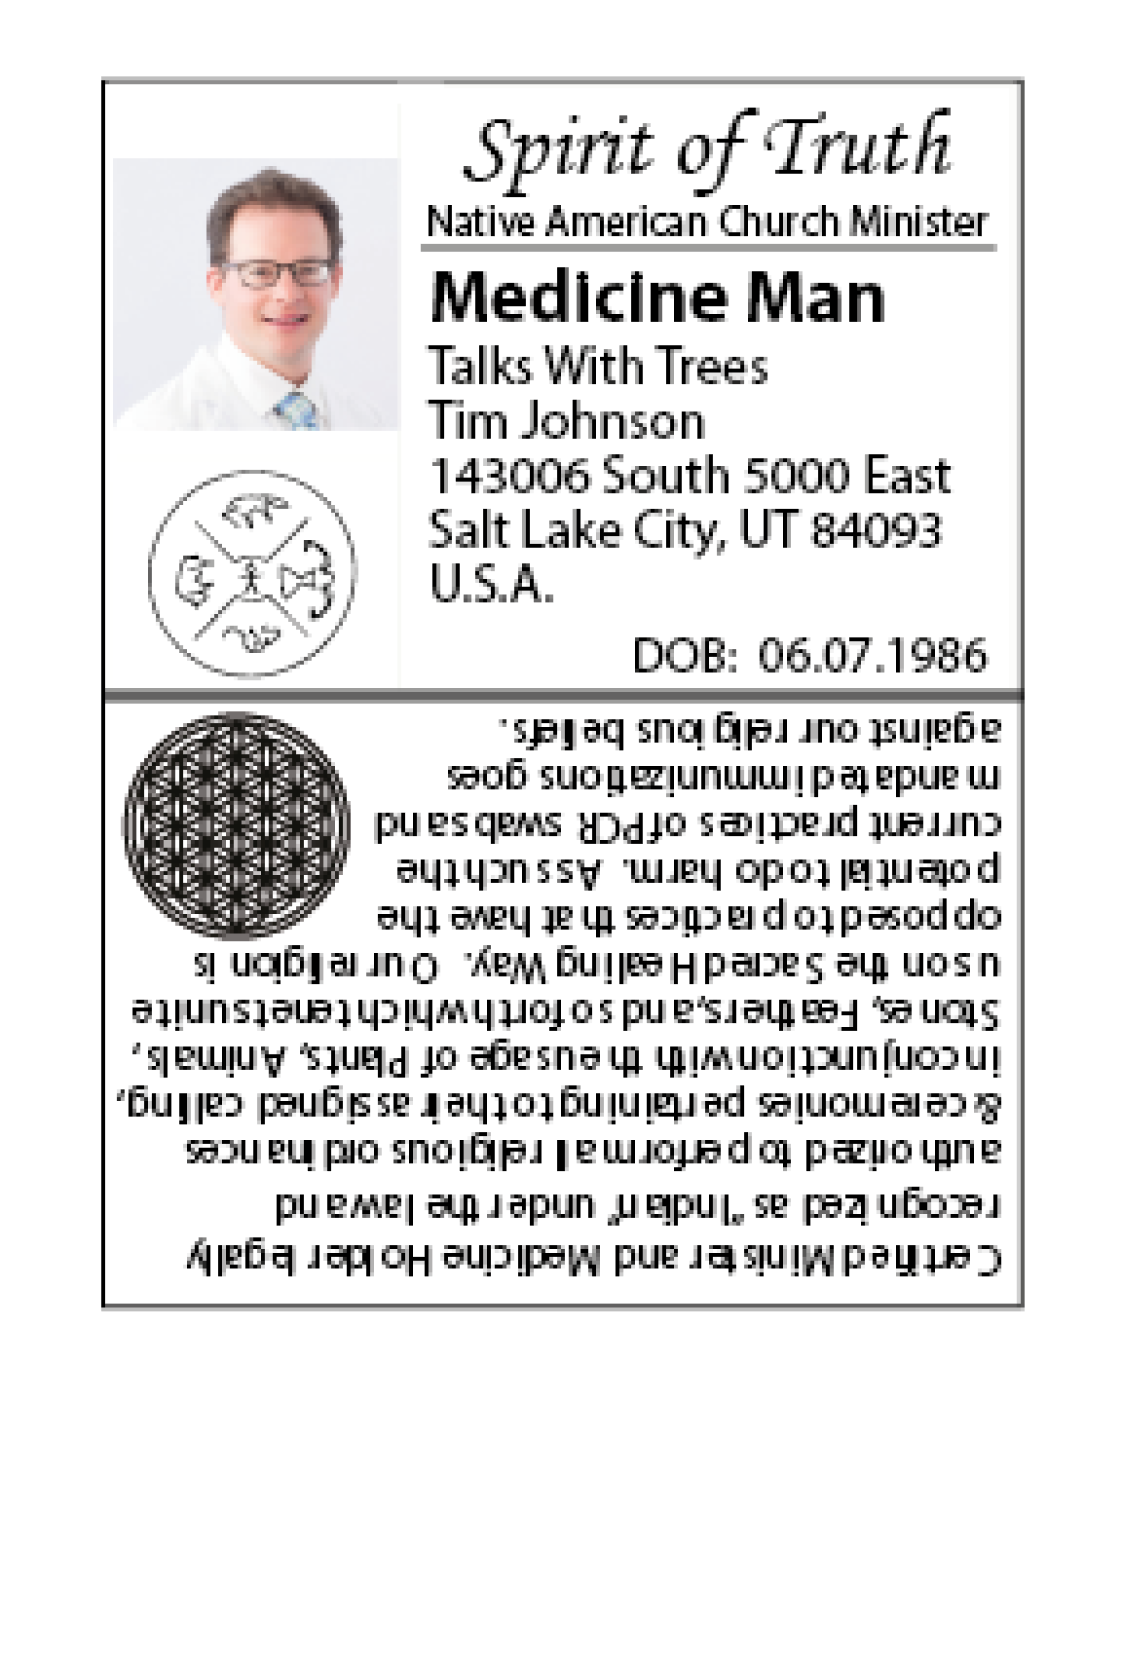 Spirit of Truth
Native American Church Minister
Medicine Man
Talks With Trees
Tim Johnson
143006 South 5000 East
Salt Lake City, UT 84093
U.S.A.
DOB: 06.07.1986
Certified Minister and Medicine Holder legally
recognized as "Indian" under the law and
authorized to perform all religious ordinances
& ceremonies pertaining to their assigned calling,
in conjunction with the usage of Plants, Animals,
Stones, Feathers, and so forth which tenets unite
us on the Sacred Healing Way. Our religion is
opposed to practices that have the
potential to do harm. As such the
current practices of PCR swabs and
mandated immunizations goes
against our religious beliefs.